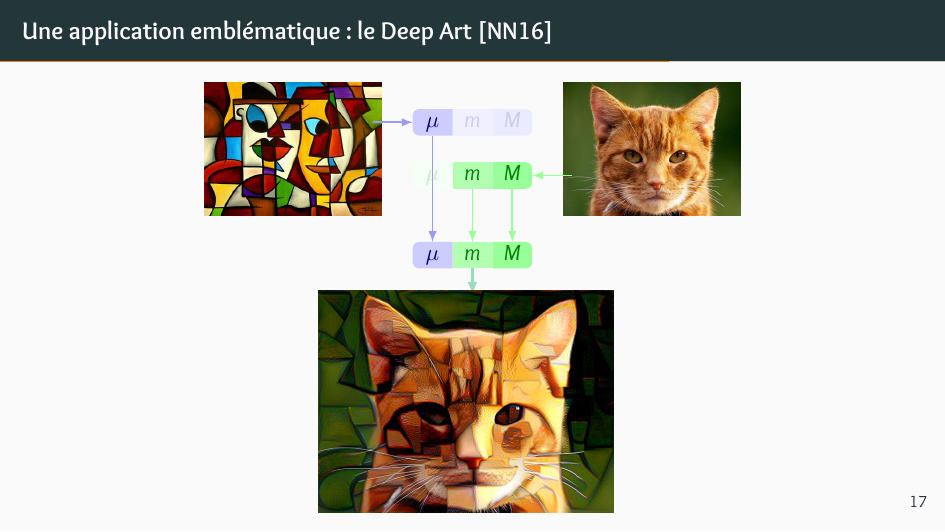 Une application emblématique : le Deep Art [NN16]
μ m M
μ m M
μ m M
17